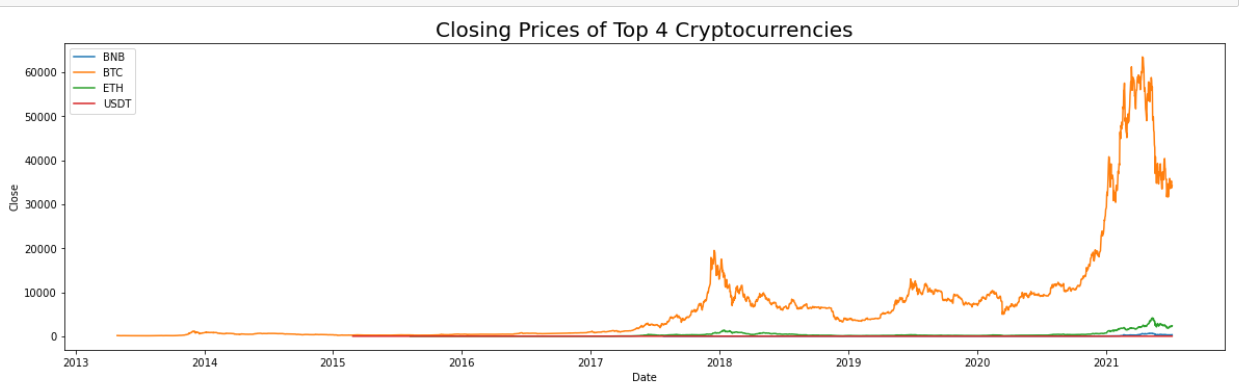 Closing Prices of Top 4 Cryptocurrencies
BNB
BTC
ETH
USDT
60000
50000
40000
30000
20000
10000
0
Close
2013 2014 2015 2016 2017 2018 2019 2020 2021
Date